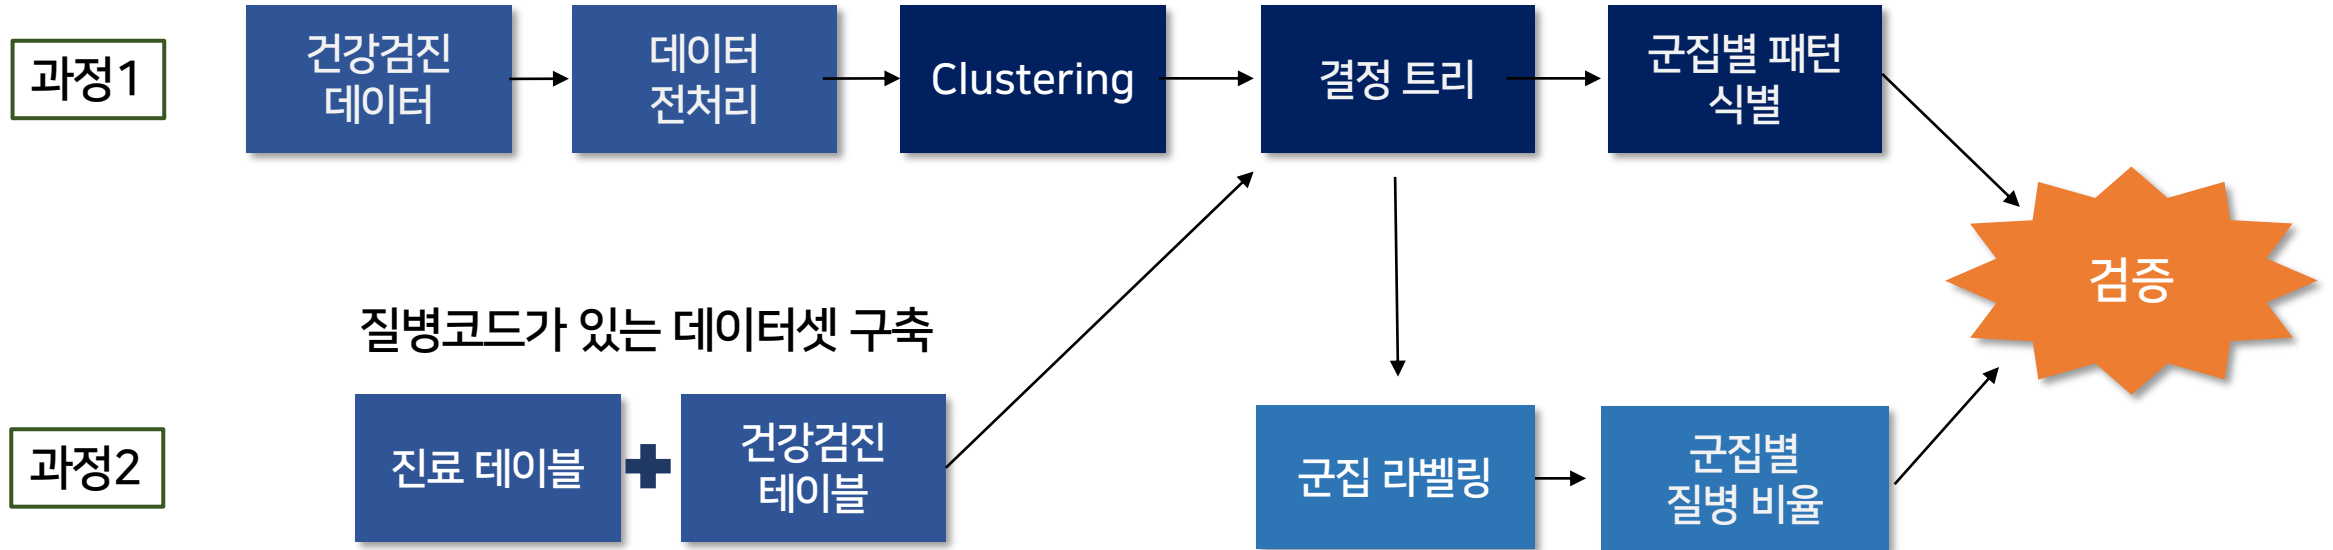 과정1
건강검진
데이터
데이터
전처리
Clustering
결정 트리
군집별 패턴
식별
검증
질병코드가 있는 데이터셋 구축
과정2
진료 테이블
건강검진
테이블
군집 라벨링
군집별
질병 비율